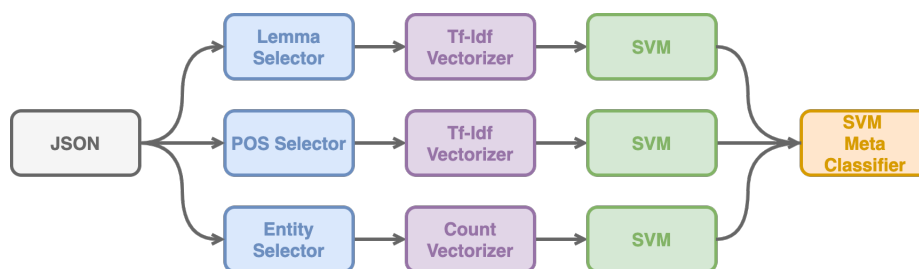 Lemma
Selector
Tf-Idf
Vectorizer
SVM
JSON
POS Selector
Tf-Idf
Vectorizer
SVM
SVM
Meta
Classifier
Entity
Selector
Count
Vectorizer
SVM